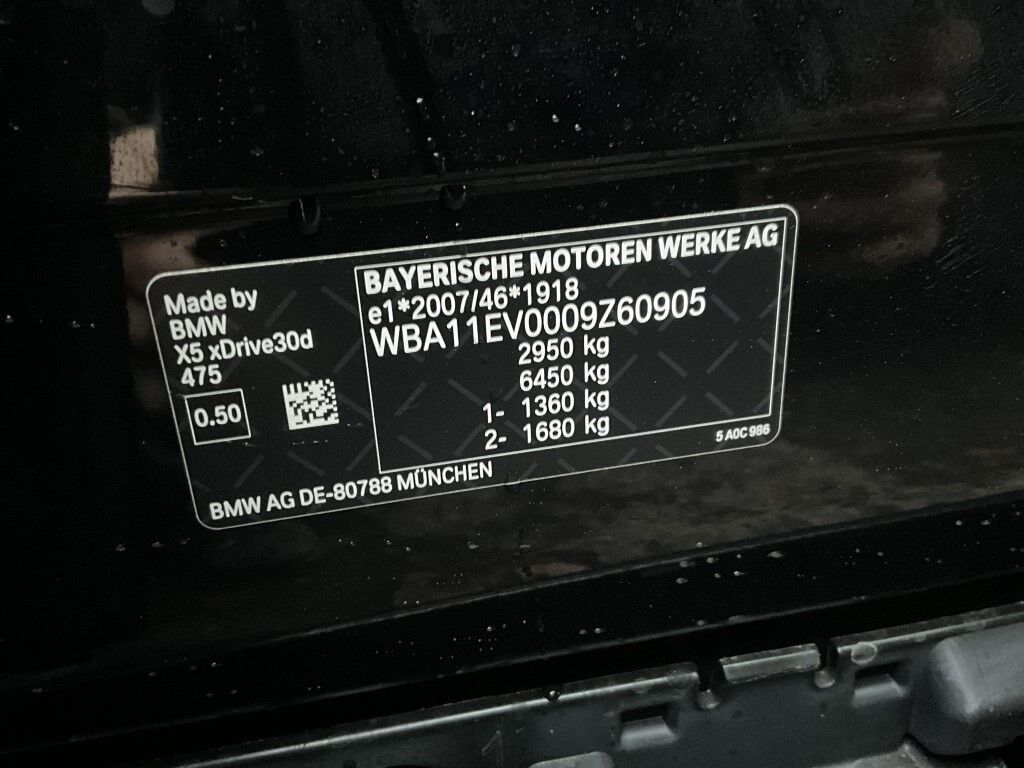 Made by
BMW
X5 xDrive30d
475
0.50
BAYERISCHE MOTOREN WERKE AG
e1*2007/46*1918
WBA11EV0009Z60905
2950 kg
6450 kg
1- 1360 kg
2- 1680 kg
5 A0C 986
BMW AG DE-80788 MÜNCHEN